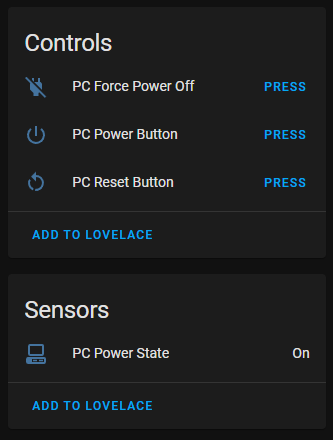 Controls
PC Force Power Off PRESS
PC Power Button PRESS
PC Reset Button PRESS
ADD TO LOVELACE
Sensors
PC Power State On
ADD TO LOVELACE